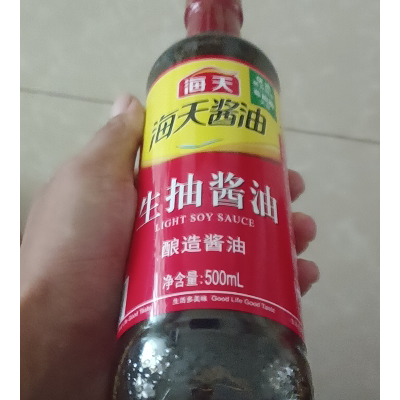 海天
海天酱油
生抽酱油
LIGHT SOY SAUCE
酿造酱油
净含量:500mL
生活多美味 Good Life Good Taste